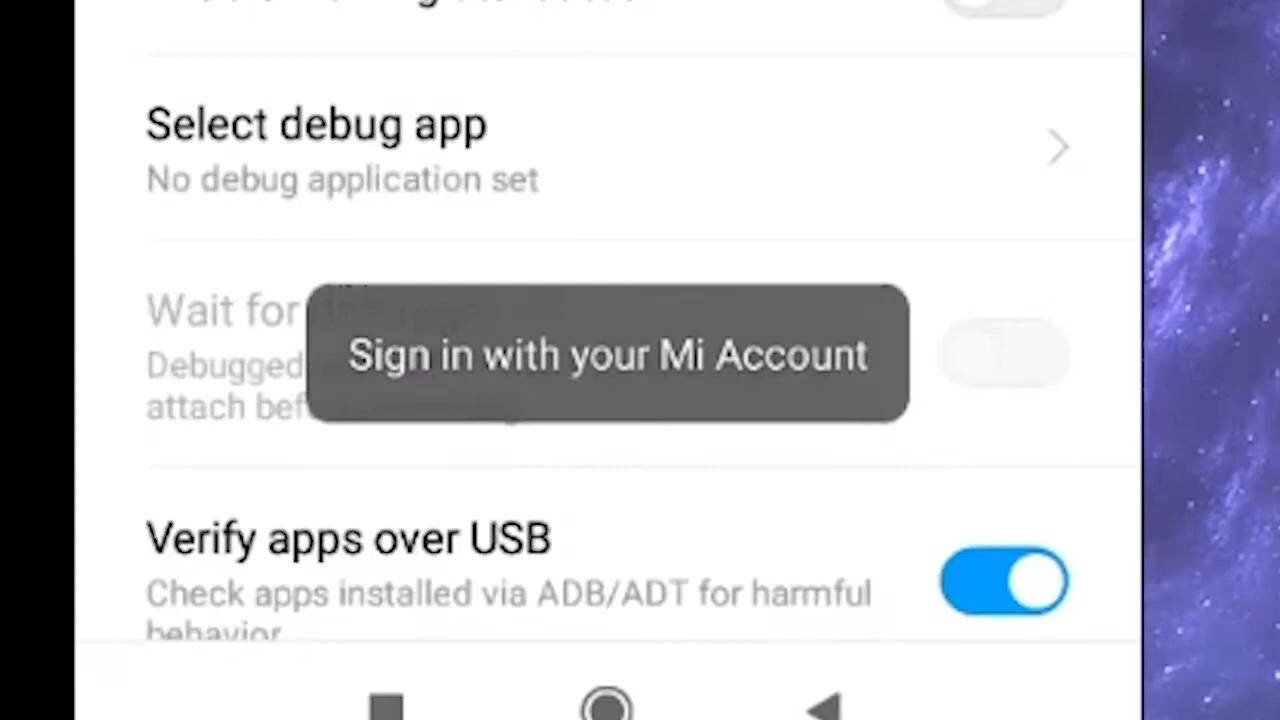 Select debug app
No debug application set
Wait for
Sign in with your Mi Account
Debugged
attach
Verify apps over USB
Check apps installed via ADB/ADT for harmful
behavior